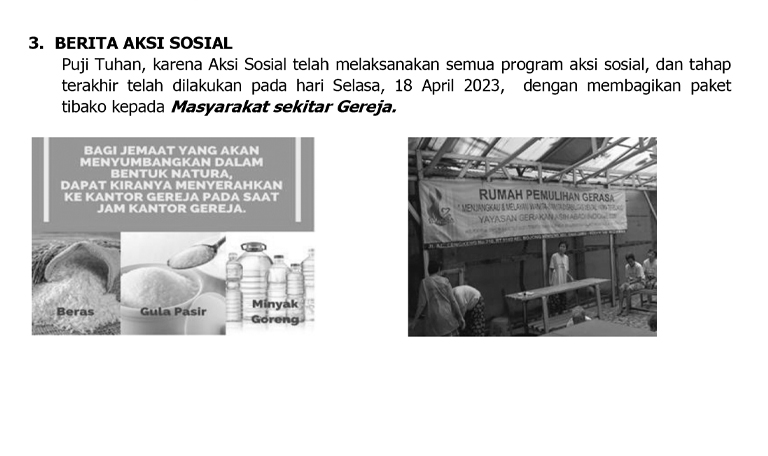 3. BERITA AKSI SOSIAL
Puji Tuhan, karena Aksi Sosial telah melaksanakan semua program aksi sosial, dan tahap
terakhir telah dilakukan pada hari Selasa, 18 April 2023, dengan membagikan paket
tibako kepada Masyarakat sekitar Gereja.
BAGI JEMAAT YANG AKAN
MENYUMBANGKAN DALAM
BENTUK NATURA,
DAPAT KIRANYA MENYERAHKAN
KE KANTOR GEREJA PADA SAAT
JAM KANTOR GEREJA.
Beras
Gula Pasir
Minyak
Goreng
RUMAH PEMULIHAN GERASA
MENJANGKAU & MELAYANI
YAYASAN GERAKAN